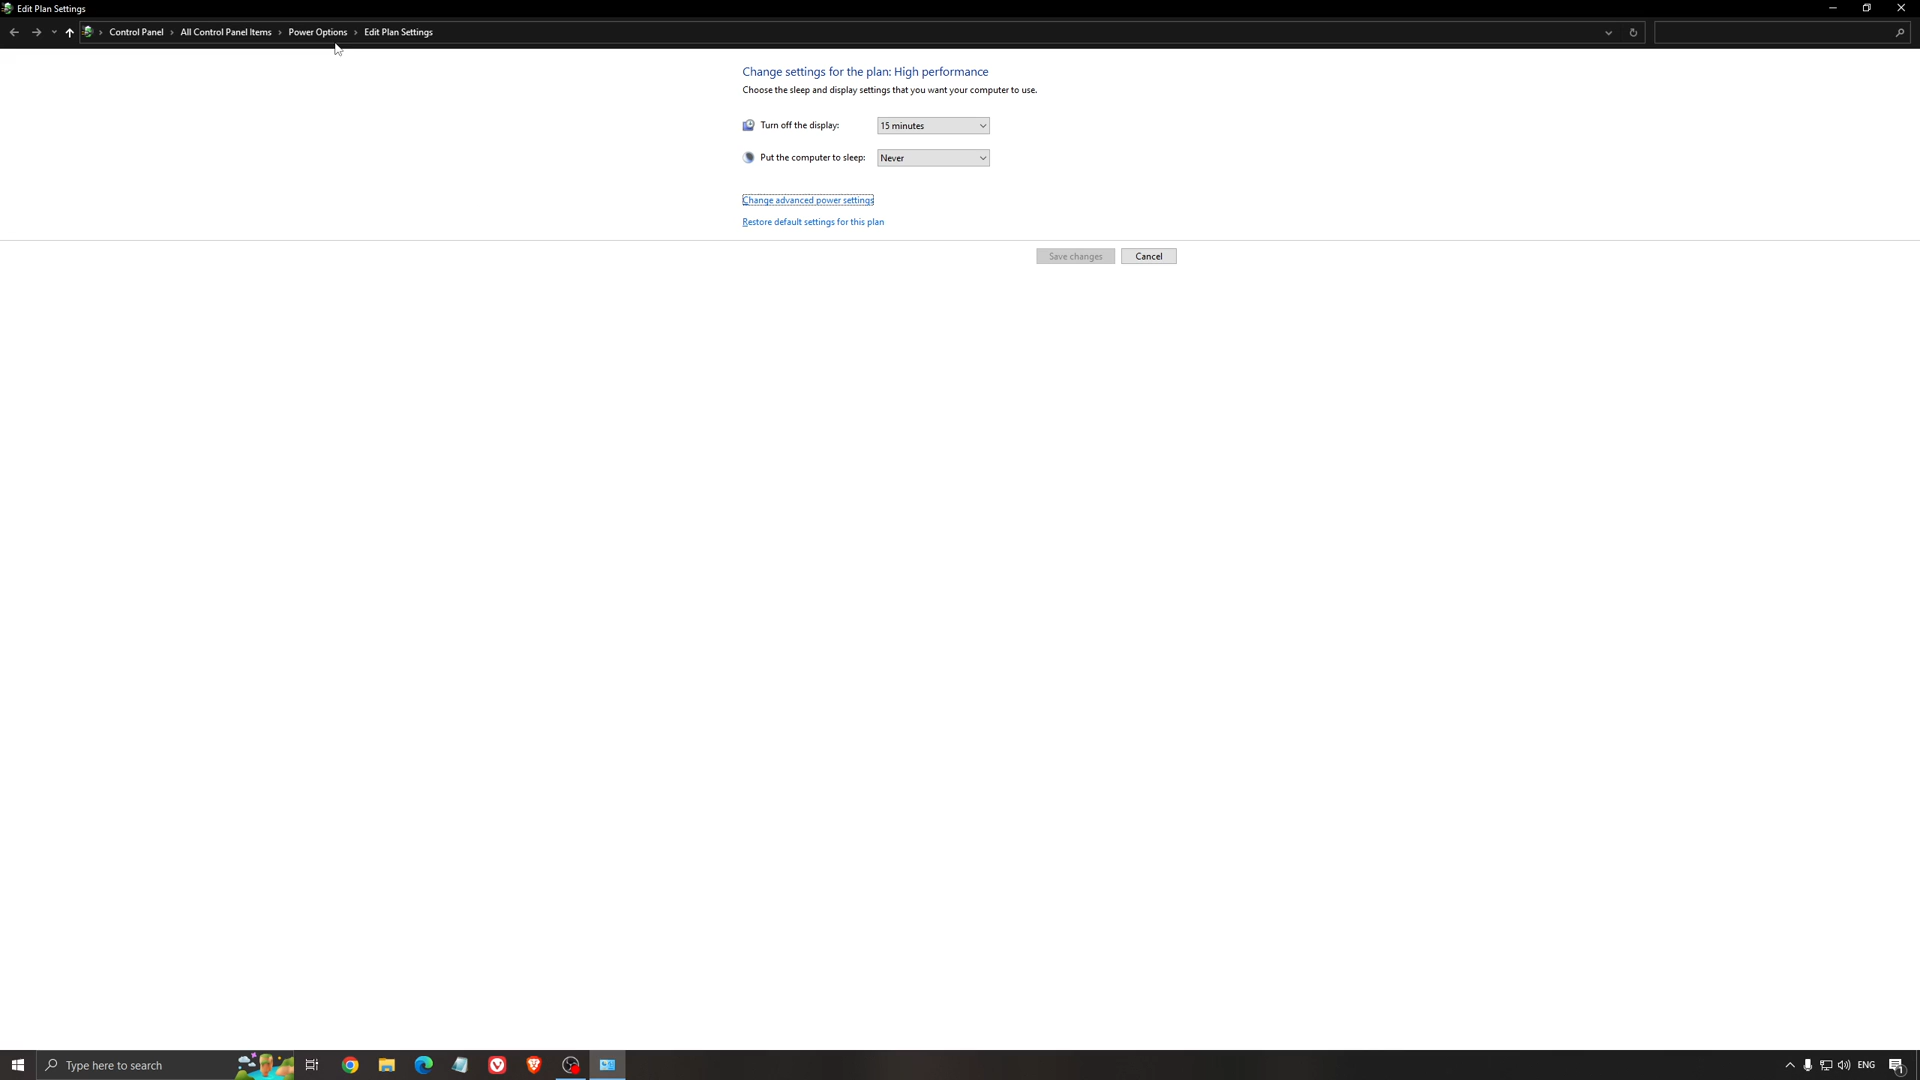 Edit Plan Settings
Control Panel > All Control Panel Items > Power Options > Edit Plan Settings
Change settings for the plan: High performance
Choose the sleep and display settings that you want your computer to use.
Turn off the display: 15 minutes
Put the computer to sleep: Never
Change advanced power settings
Restore default settings for this plan
Save changes Cancel
Type here to search
ENG
1